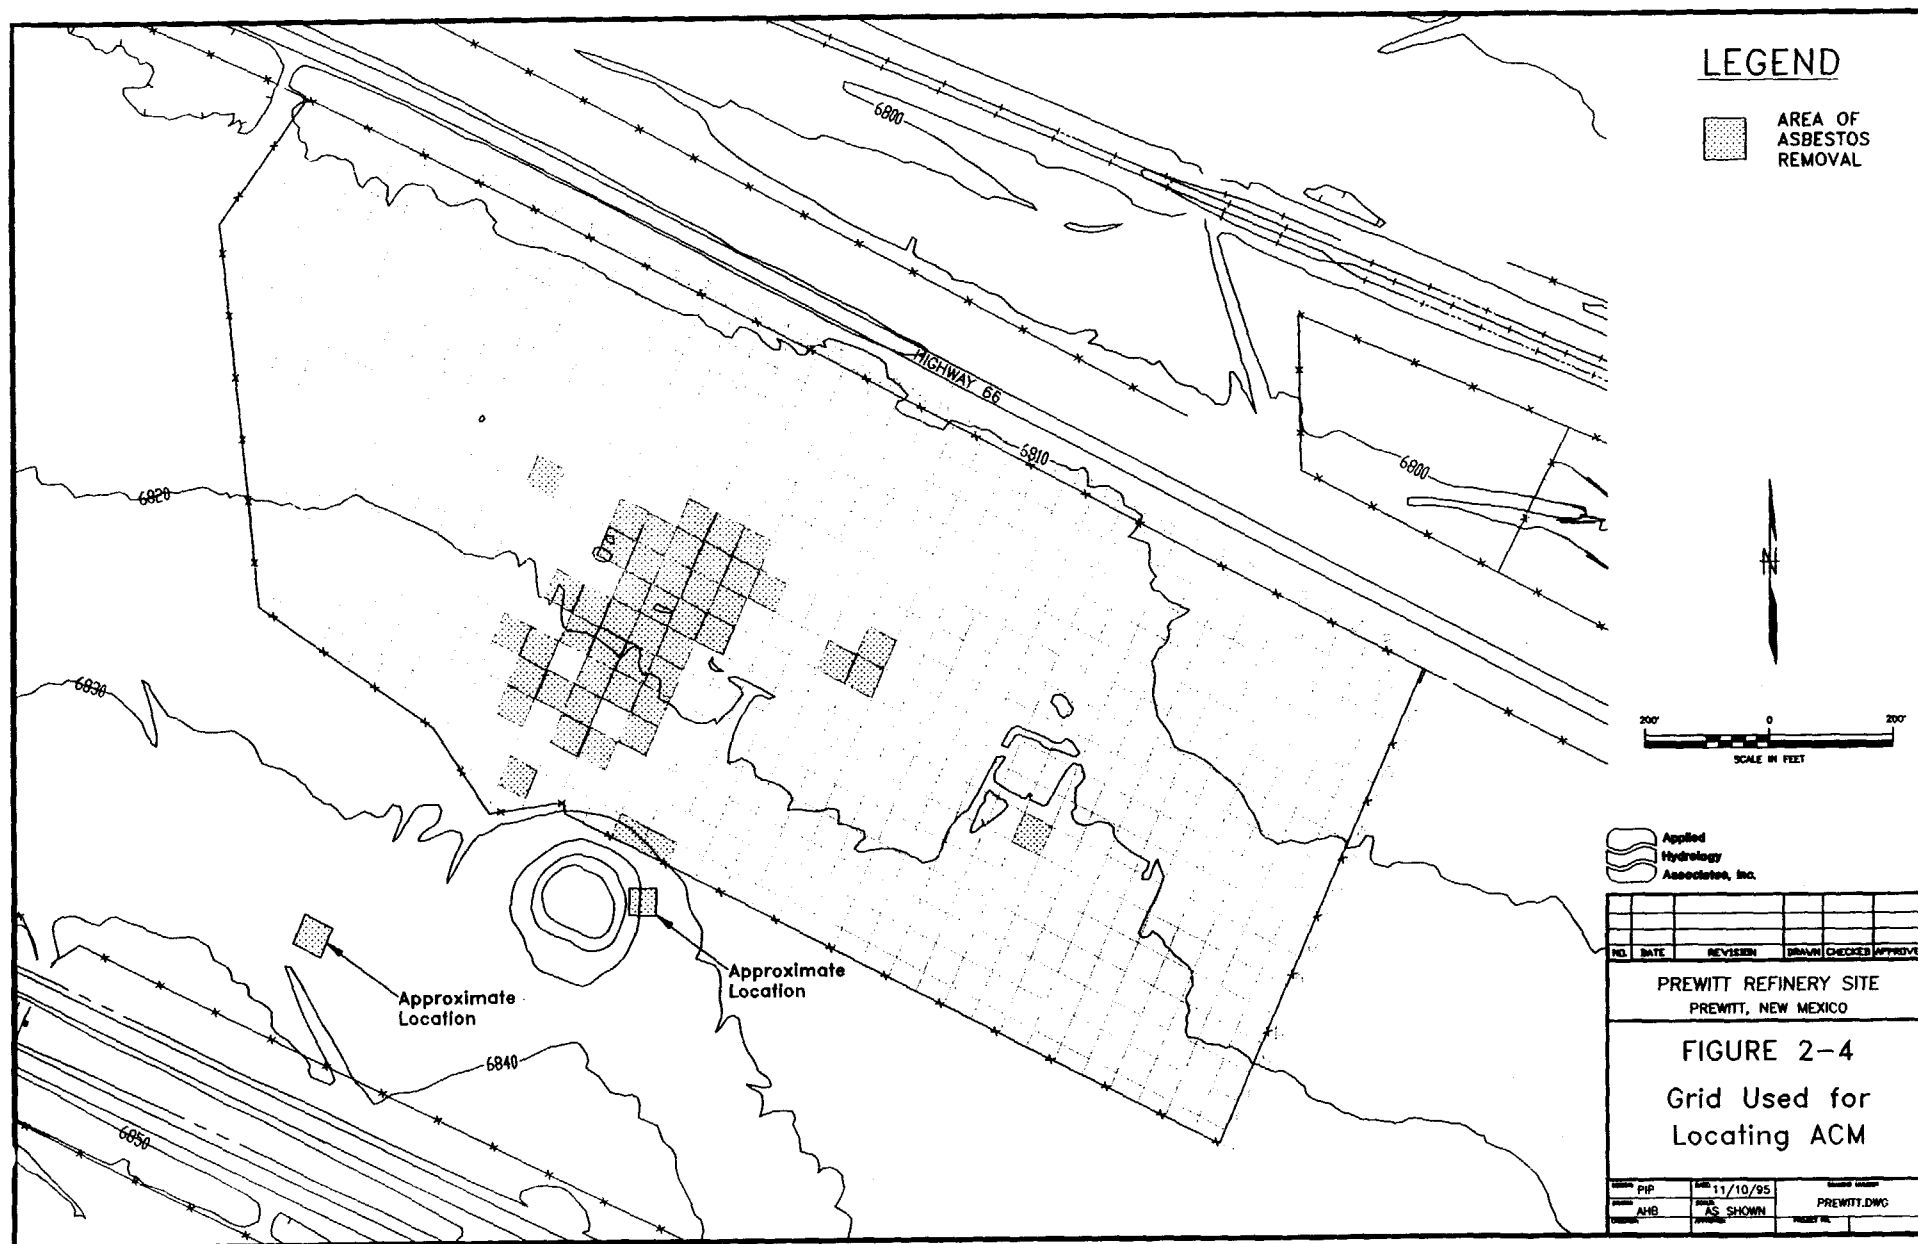 LEGEND
AREA OF
ASBESTOS
REMOVAL
6800
HIGHWAY 66
6810
6800
6820
6830
N
200'
0
200'
SCALE IN FEET
Applied
Hydrology
Associates, Inc.
Approximate
Location
Approximate
Location
6840
6850
NO. DATE REVISION DRAWN CHECKED APPROVE
PREWITT REFINERY SITE
PREWITT, NEW MEXICO
FIGURE 2-4
Grid Used for
Locating ACM
PIP
11/10/95
PREWITT.DWG
AHB
AS SHOWN